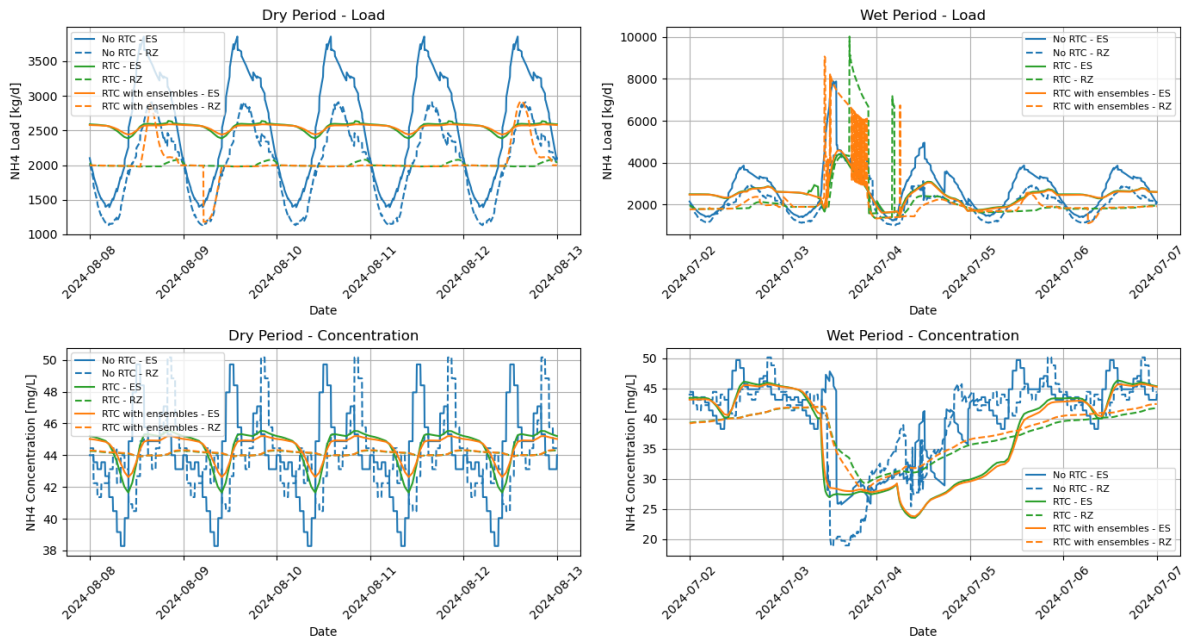 Dry Period - Load
NH4 Load [kg/d]
3500
3000
2500
2000
1500
1000
No RTC - ES
No RTC - RZ
RTC - ES
RTC - RZ
RTC with ensembles - ES
RTC with ensembles - RZ
2024-08-08
2024-08-09
2024-08-10
2024-08-11
2024-08-12
2024-08-13
Date
Wet Period - Load
NH4 Load [kg/d]
10000
8000
6000
4000
2000
No RTC - ES
No RTC - RZ
RTC - ES
RTC - RZ
RTC with ensembles - ES
RTC with ensembles - RZ
2024-07-02
2024-07-03
2024-07-04
2024-07-05
2024-07-06
2024-07-07
Date
Dry Period - Concentration
NH4 Concentration [mg/L]
50
48
46
44
42
40
38
No RTC - ES
No RTC - RZ
RTC - ES
RTC - RZ
RTC with ensembles - ES
RTC with ensembles - RZ
2024-08-08
2024-08-09
2024-08-10
2024-08-11
2024-08-12
2024-08-13
Date
Wet Period - Concentration
NH4 Concentration [mg/L]
50
45
40
35
30
25
20
No RTC - ES
No RTC - RZ
RTC - ES
RTC - RZ
RTC with ensembles - ES
RTC with ensembles - RZ
2024-07-02
2024-07-03
2024-07-04
2024-07-05
2024-07-06
2024-07-07
Date